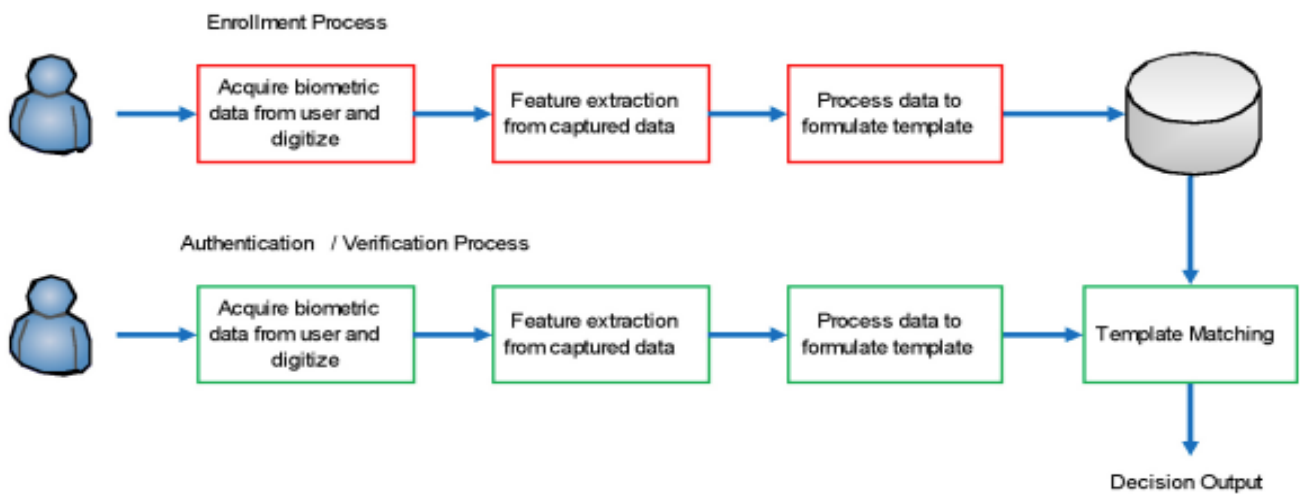 Enrollment Process
Acquire biometric
data from user and
digitize
Feature extraction
from captured data
Process data to
formulate template
Authentication / Verification Process
Acquire biometric
data from user and
digitize
Feature extraction
from captured data
Process data to
formulate template
Template Matching
Decision Output